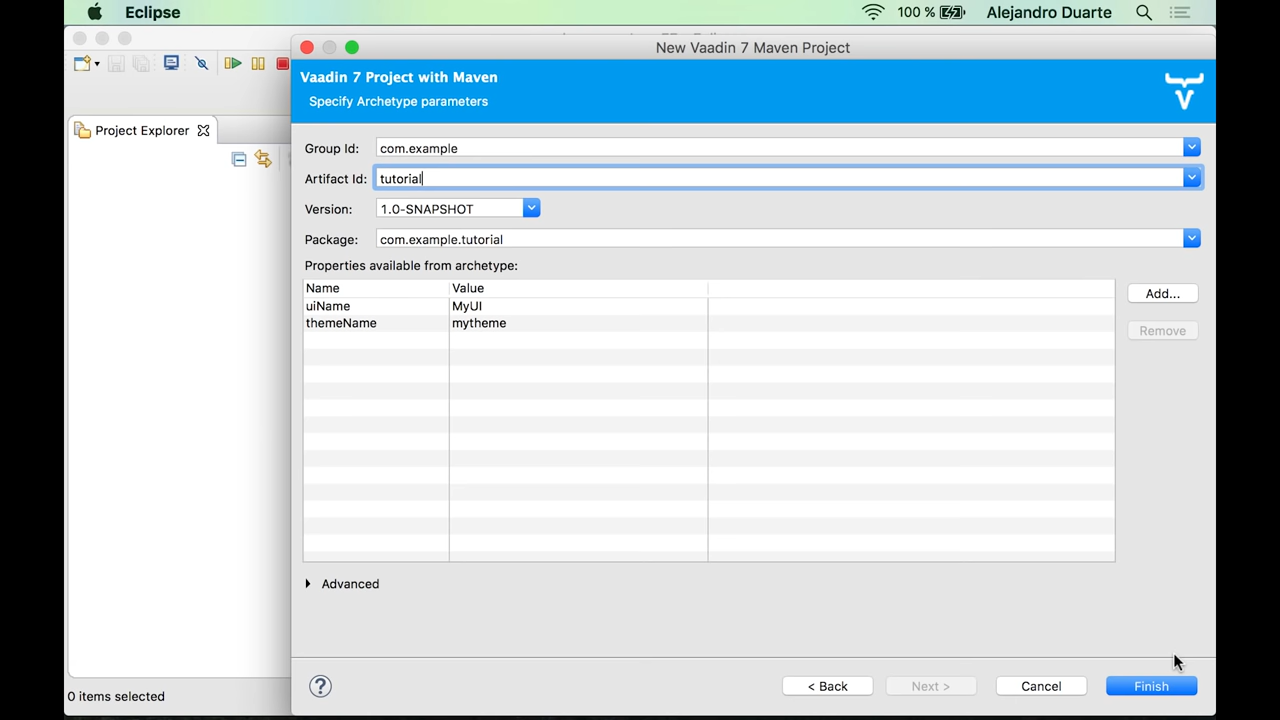 Eclipse
100 %
Alejandro Duarte
New Vaadin 7 Maven Project
Vaadin 7 Project with Maven
Specify Archetype parameters
Project Explorer
Group Id: com.example
Artifact Id: tutorial
Version: 1.0-SNAPSHOT
Package: com.example.tutorial
Properties available from archetype:
Name Value
uiName MyUI
themeName mytheme
Add...
Remove
Advanced
0 items selected
?
< Back Next > Cancel Finish